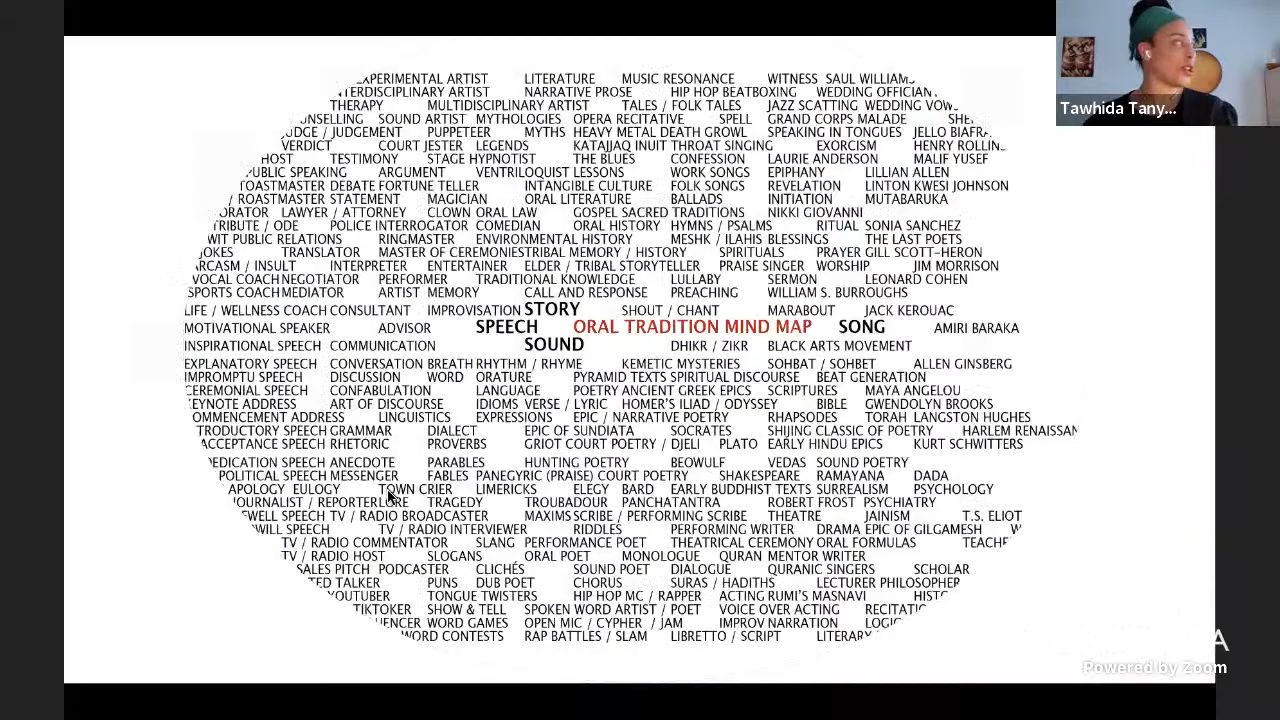 EXPERIMENTAL ARTIST LITERATURE MUSIC RESONANCE WITNESS SAUL WILLIAMS
TERDISCIPLINARY ARTIST NARRATIVE PROSE HIP HOP BEATBOXING WEDDING OFFICIAN
THERAPY MULTIDISCIPLINARY ARTIST TALES / FOLK TALES JAZZ SCATTING WEDDING VOWS
UNSELLING SOUND ARTIST MYTHOLOGIES OPERA RECITATIVE SPELL GRAND CORPS MALADE SHE
JUDGE / JUDGEMENT PUPPETEER MYTHS HEAVY METAL DEATH GROWL SPEAKING IN TONGUES JELLO BIAFRA
VERDICT COURT JESTER LEGENDS KATAJJAQ INUIT THROAT SINGING EXORCISM HENRY ROLLINS
HOST TESTIMONY STAGE HYPNOTIST THE BLUES CONFESSION LAURIE ANDERSON MALIF YUSEF
PUBLIC SPEAKING ARGUMENT VENTRILOQUIST LESSONS WORK SONGS EPIPHANY LILLIAN ALLEN
TOASTMASTER DEBATE FORTUNE TELLER INTANGIBLE CULTURE FOLK SONGS REVELATION LINTON KWESI JOHNSON
/ ROASTMASTER STATEMENT MAGICIAN ORAL LITERATURE BALLADS INITIATION MUTABARUKA
ORATOR LAWYER / ATTORNEY CLOWN ORAL LAW GOSPEL SACRED TRADITIONS NIKKI GIOVANNI
TRIBUTE / ODE POLICE INTERROGATOR COMEDIAN ORAL HISTORY HYMNS / PSALMS RITUAL SONIA SANCHEZ
WIT PUBLIC RELATIONS RINGMASTER ENVIRONMENTAL HISTORY MESHK / ILAHIS BLESSINGS THE LAST POETS
JOKES TRANSLATOR MASTER OF CEREMONIES TRIBAL MEMORY / HISTORY SPIRITUALS PRAYER GILL SCOTT-HERON
ARCASM / INSULT INTERPRETER ENTERTAINER ELDER / TRIBAL STORYTELLER PRAISE SINGER WORSHIP JIM MORRISON
VOCAL COACH NEGOTIATOR PERFORMER TRADITIONAL KNOWLEDGE LULLABY SERMON LEONARD COHEN
SPORTS COACH MEDIATOR ARTIST MEMORY CALL AND RESPONSE PREACHING WILLIAM S. BURROUGHS
LIFE / WELLNESS COACH CONSULTANT IMPROVISATION STORY SHOUT / CHANT MARABOUT JACK KEROUAC
MOTIVATIONAL SPEAKER ADVISOR SPEECH ORAL TRADITION MIND MAP SONG AMIRI BARAKA
INSPIRATIONAL SPEECH COMMUNICATION SOUND DHIKR / ZIKR BLACK ARTS MOVEMENT
EXPLANATORY SPEECH CONVERSATION BREATH RHYTHM / RHYME KEMETIC MYSTERIES SOHBAT / SOHBET ALLEN GINSBERG
IMPROMPTU SPEECH DISCUSSION WORD ORATURE PYRAMID TEXTS SPIRITUAL DISCOURSE BEAT GENERATION
CEREMONIAL SPEECH CONFABULATION LANGUAGE POETRY ANCIENT GREEK EPICS SCRIPTURES MAYA ANGELOU
KEYNOTE ADDRESS ART OF DISCOURSE IDIOMS VERSE / LYRIC HOMER'S ILIAD / ODYSSEY BIBLE GWENDOLYN BROOKS
OMMENCEMENT ADDRESS LINGUISTICS EXPRESSIONS EPIC / NARRATIVE POETRY RHAPSODES TORAH LANGSTON HUGHES
TRODUCTORY SPEECH GRAMMAR DIALECT EPIC OF SUNDIATA SOCRATES SHIJING CLASSIC OF POETRY HARLEM RENAISSAN
ACCEPTANCE SPEECH RHETORIC PROVERBS GRIOT COURT POETRY / DJELI PLATO EARLY HINDU EPICS KURT SCHWITTERS
DEDICATION SPEECH ANECDOTE PARABLES HUNTING POETRY BEOWULF VEDAS SOUND POETRY
POLITICAL SPEECH MESSENGER FABLES PANEGYRIC (PRAISE) COURT POETRY SHAKESPEARE RAMAYANA DADA
APOLOGY EULOGY TOWN CRIER LIMERICKS ELEGY BARD EARLY BUDDHIST TEXTS SURREALISM PSYCHOLOGY
JOURNALIST / REPORTER LORE TRAGEDY TROUBADOUR PANCHATANTRA ROBERT FROST PSYCHIATRY
EWELL SPEECH TV / RADIO BROADCASTER MAXIMS SCRIBE / PERFORMING SCRIBE THEATRE JAINISM T.S. ELIOT
WILL SPEECH TV / RADIO INTERVIEWER RIDDLES PERFORMING WRITER DRAMA EPIC OF GILGAMESH W
TV / RADIO COMMENTATOR SLANG PERFORMANCE POET THEATRICAL CEREMONY ORAL FORMULAS TEACHE
TV / RADIO HOST SLOGANS ORAL POET MONOLOGUE QURAN MENTOR WRITER
SALES PITCH PODCASTER CLICHÉS SOUND POET DIALOGUE QURANIC SINGERS SCHOLAR
TED TALKER PUNS DUB POET CHORUS SURAS / HADITHS LECTURER PHILOSOPHER
YOUTUBER TONGUE TWISTERS HIP HOP MC / RAPPER ACTING RUMI'S MASNAVI HISTO
TIKTOKER SHOW & TELL SPOKEN WORD ARTIST / POET VOICE OVER ACTING RECITATIO
UENCER WORD GAMES OPEN MIC / CYPHER / JAM IMPROV NARRATION LOGIC
WORD CONTESTS RAP BATTLES / SLAM LIBRETTO / SCRIPT LITERARY
Tawhida Tany...
A
Powered by Zoom